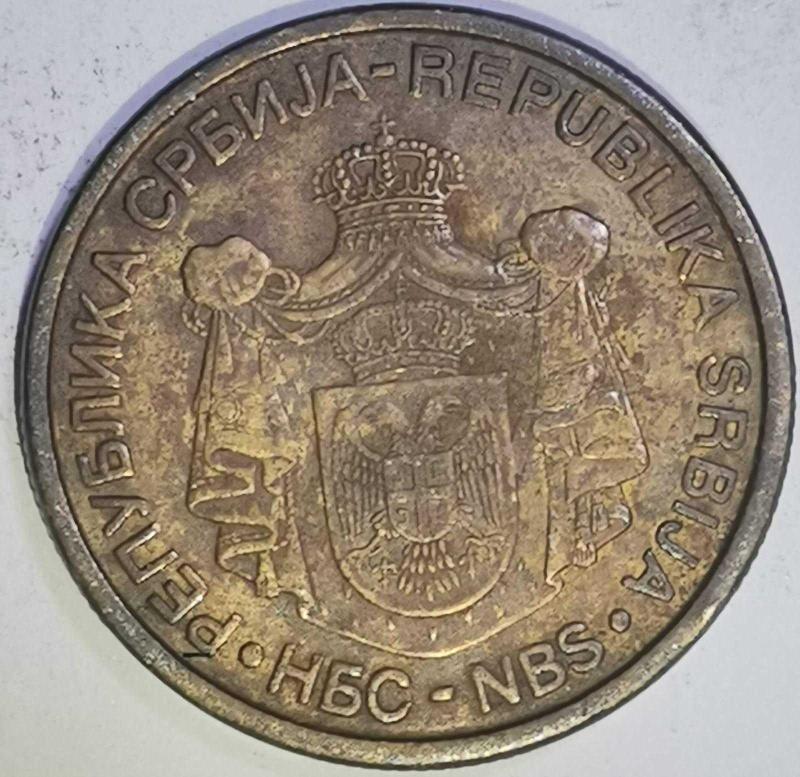 РЕПУБЛИКА СРБИЈА - REPUBLIKA SRBIJA
• НБС - NBS •